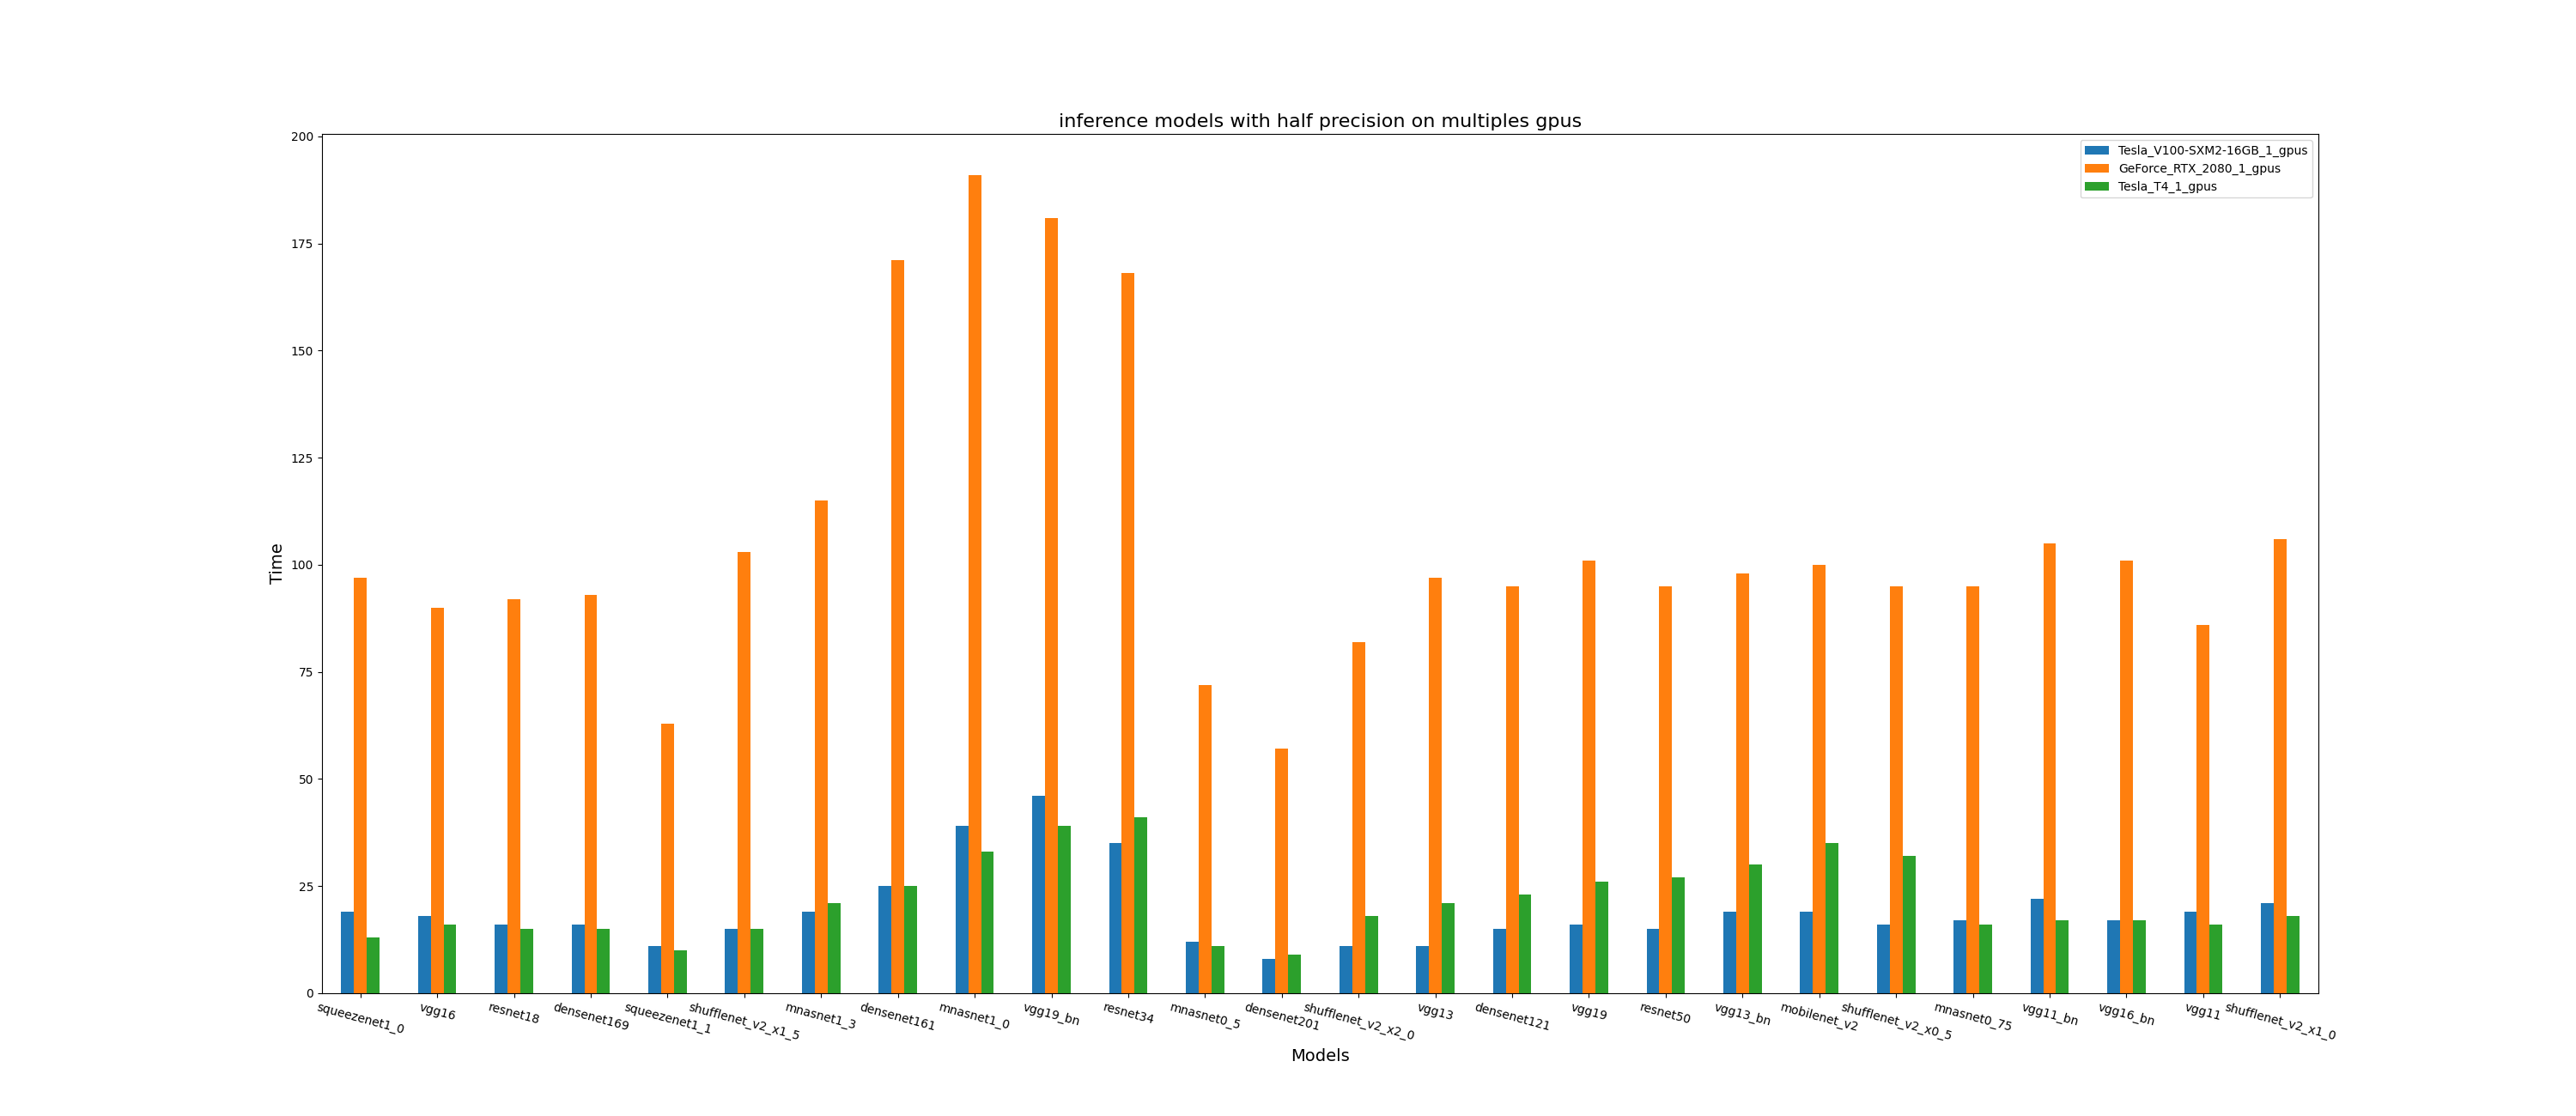 inference models with half precision on multiples gpus
Tesla_V100-SXM2-16GB_1_gpus
GeForce_RTX_2080_1_gpus
Tesla_T4_1_gpus
Time
200
175
150
125
100
75
50
25
0
squeezenet1_0
vgg16
resnet18
densenet169
squeezenet1_1
shufflenet_v2_x1_5
mnasnet1_3
densenet161
mnasnet1_0
vgg19_bn
resnet34
mnasnet0_5
densenet201
shufflenet_v2_x2_0
vgg13
densenet121
vgg19
resnet50
vgg13_bn
mobilenet_v2
shufflenet_v2_x0_5
mnasnet0_75
vgg11_bn
vgg16_bn
vgg11
shufflenet_v2_x1_0
Models